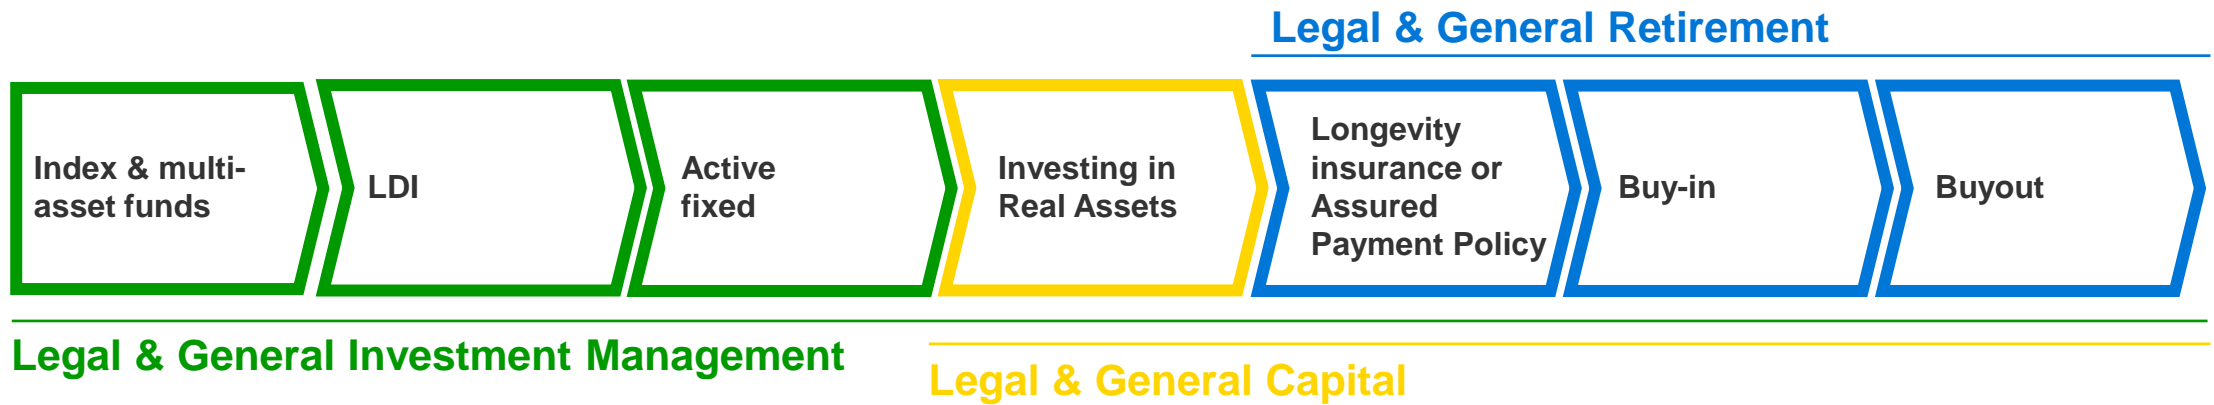 Legal & General Retirement
Index & multi-
asset funds
LDI
Active
fixed
Investing in
Real Assets
Longevity
insurance or
Assured
Payment Policy
Buy-in
Buyout
Legal & General Investment Management
Legal & General Capital